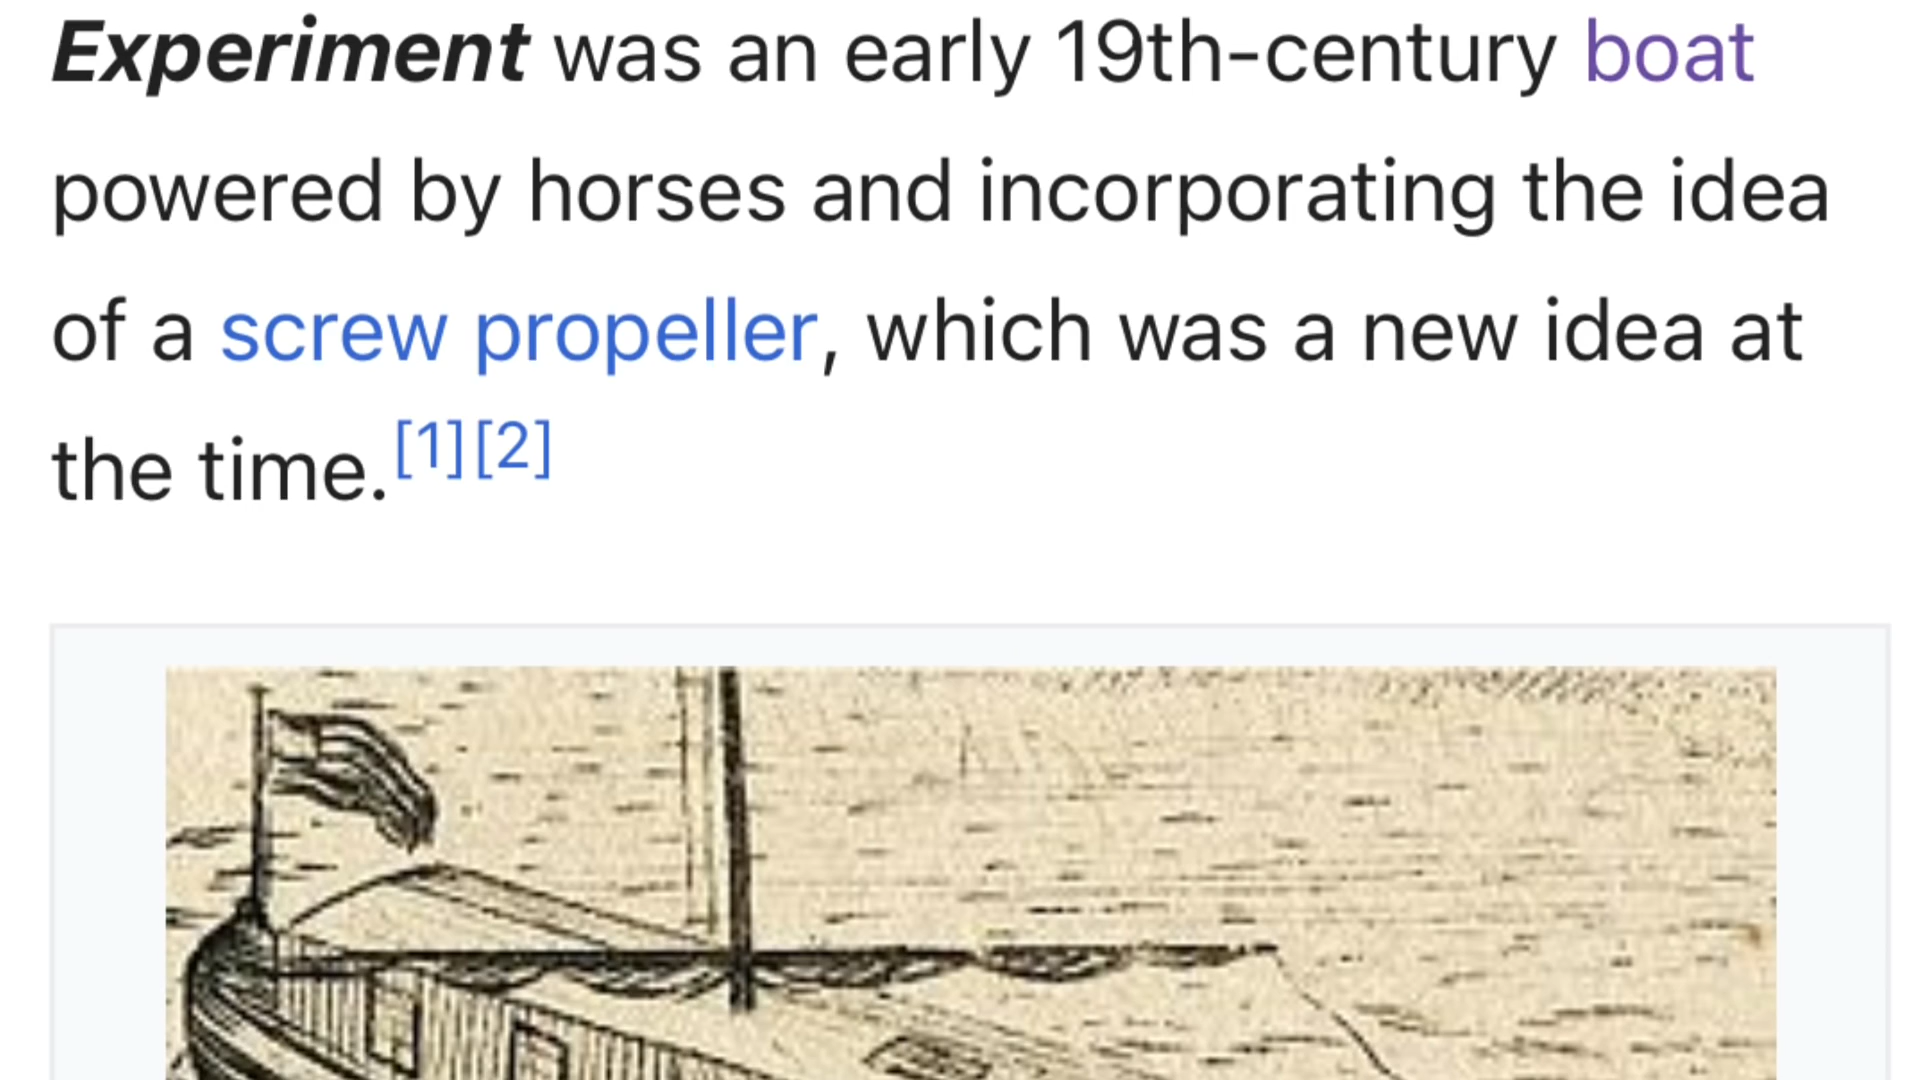 Experiment was an early 19th-century boat
powered by horses and incorporating the idea
of a screw propeller, which was a new idea at
the time.[1][2]